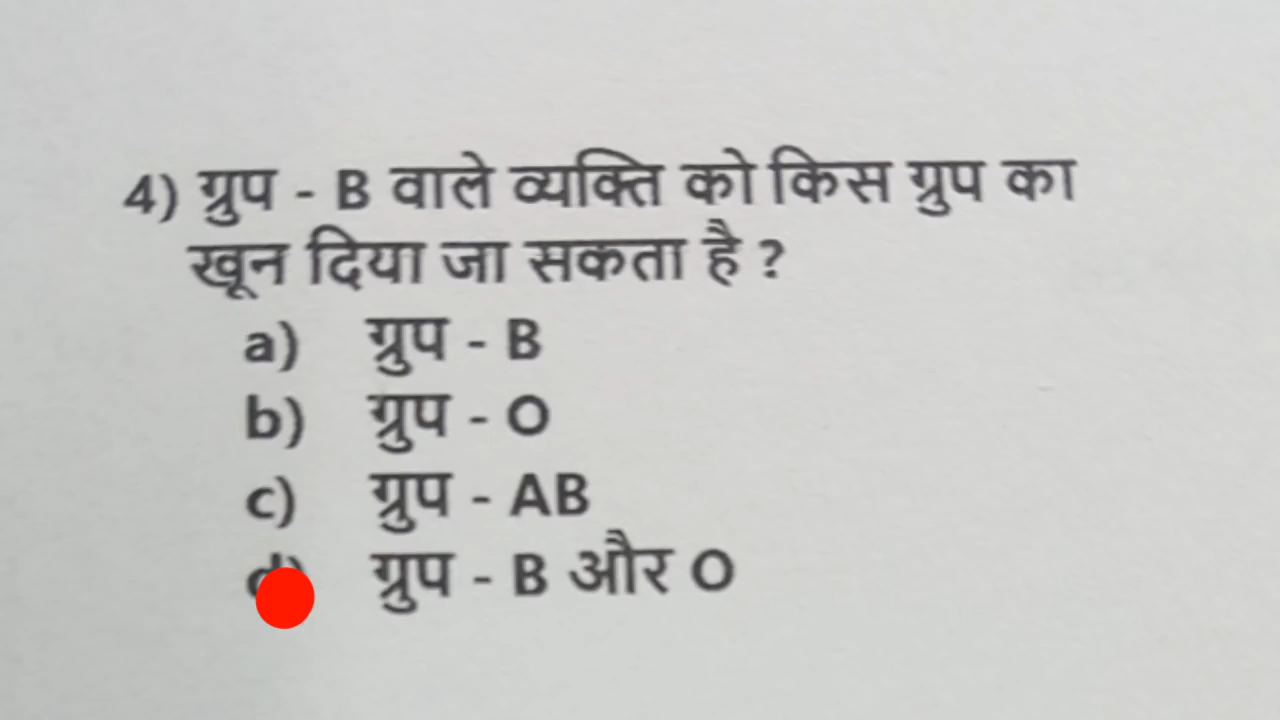 4) ग्रुप - B वाले व्यक्ति को किस ग्रुप का
खून दिया जा सकता है ?
a) ग्रुप - B
b) ग्रुप - O
c) ग्रुप - AB
d) ग्रुप - B और O